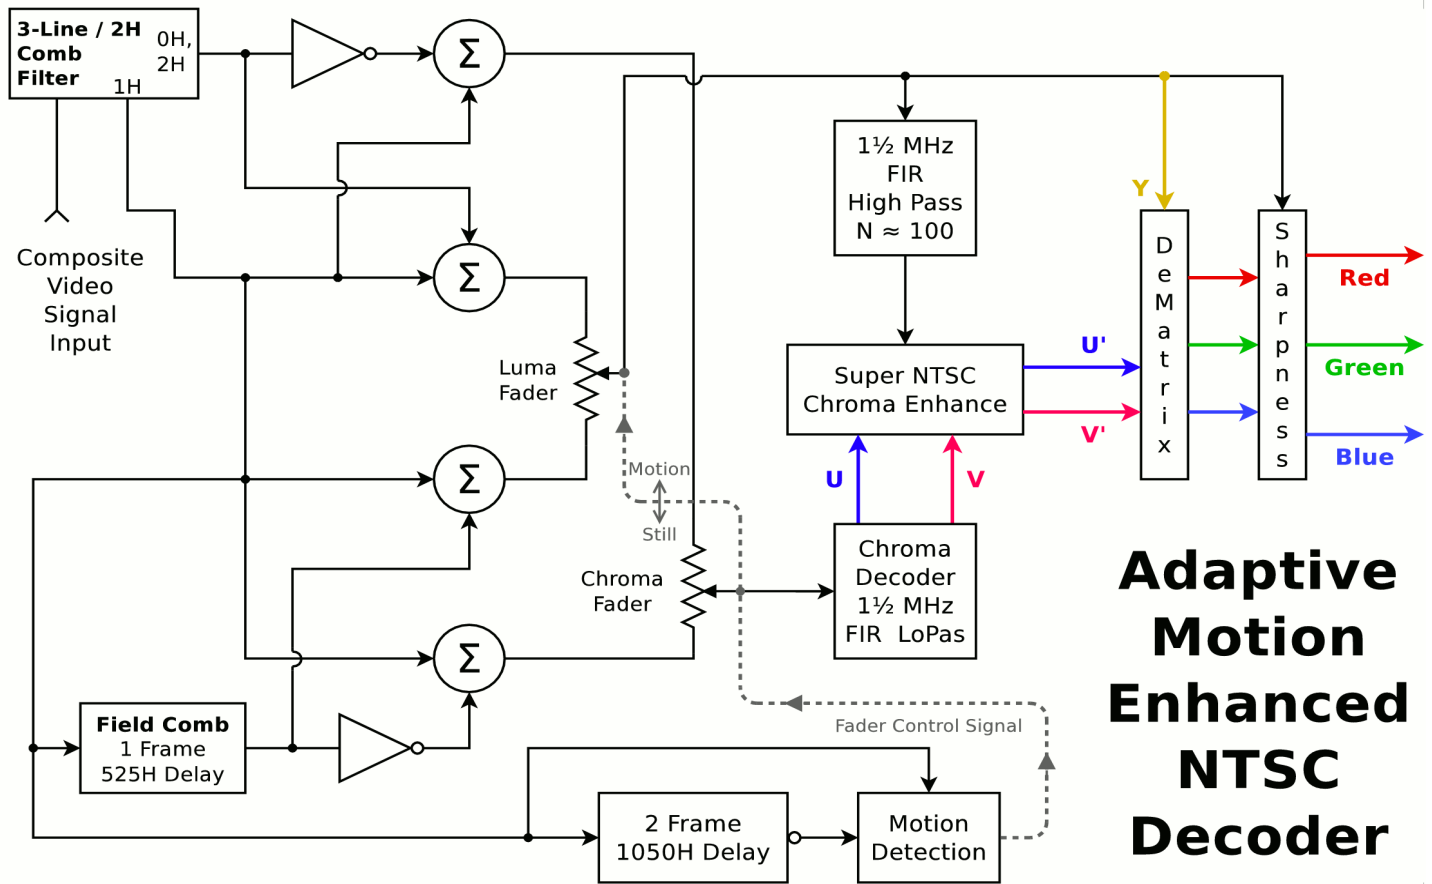 3-Line / 2H
Comb
Filter
0H,
2H
1H
Σ
Composite
Video
Signal
Input
Σ
Luma
Fader
Σ
Motion
Still
Chroma
Fader
Σ
Field Comb
1 Frame
525H Delay
2 Frame
1050H Delay
Motion
Detection
Fader Control Signal
1½ MHz
FIR
High Pass
N ≈ 100
Super NTSC
Chroma Enhance
U
V
Chroma
Decoder
1½ MHz
FIR LoPas
U'
V'
Y
DeMatrix
Sharpness
Red
Green
Blue
Adaptive
Motion
Enhanced
NTSC
Decoder